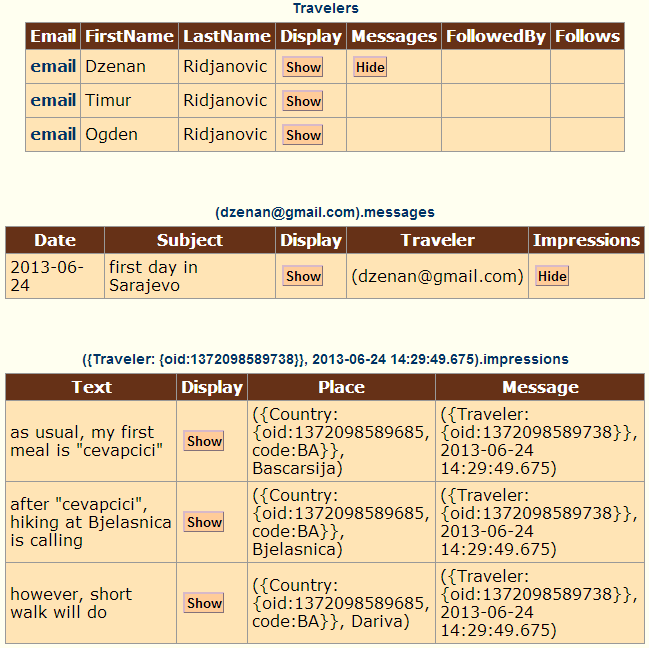 Travelers
Email FirstName LastName Display Messages FollowedBy Follows
email Dzenan Ridjanovic Show Hide
email Timur Ridjanovic Show
email Ogden Ridjanovic Show
(dzenan@gmail.com).messages
Date Subject Display Traveler Impressions
2013-06-
24
first day in
Sarajevo
Show
(dzenan@gmail.com)
Hide
({Traveler: {oid:1372098589738}}, 2013-06-24 14:29:49.675).impressions
Text Display Place Message
as usual, my first
meal is "cevapcici"
Show
({Country:
{oid:1372098589685,
code:BA}},
Bascarsija)
({Traveler:
{oid:1372098589738}},
2013-06-24
14:29:49.675)
after "cevapcici",
hiking at Bjelasnica
is calling
Show
({Country:
{oid:1372098589685,
code:BA}},
Bjelasnica)
({Traveler:
{oid:1372098589738}},
2013-06-24
14:29:49.675)
however, short
walk will do
Show
({Country:
{oid:1372098589685,
code:BA}}, Dariva)
({Traveler:
{oid:1372098589738}},
2013-06-24
14:29:49.675)